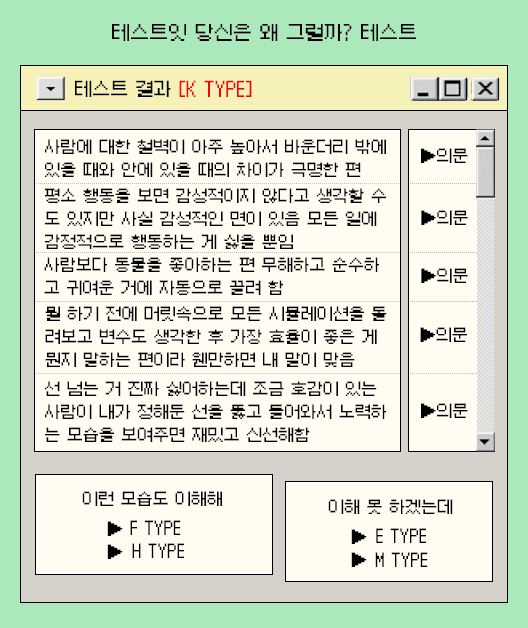 테스트잇 당신은 왜 그럴까? 테스트
테스트 결과 [K TYPE]
사람에 대한 철벽이 아주 높아서 바운더리 밖에
있을 때와 안에 있을 때의 차이가 극명한 편
▶의문
평소 행동을 보면 감성적이지 않다고 생각할 수
도 있지만 사실 감성적인 면이 있음 모든 일에
감정적으로 행동하는 게 싫을 뿐임
▶의문
사람보다 동물을 좋아하는 편 무해하고 순수하
고 귀여운 거에 자동으로 끌려 함
▶의문
뭘 하기 전에 머릿속으로 모든 시뮬레이션을 돌
려보고 변수도 생각한 후 가장 효율이 좋은 게
뭔지 말하는 편이라 웬만하면 내 말이 맞음
▶의문
선 넘는 거 진짜 싫어하는데 조금 호감이 있는
사람이 내가 정해둔 선을 뚫고 들어와서 노력하
는 모습을 보여주면 재밌고 신선해함
▶의문
이런 모습도 이해해
▶ F TYPE
▶ H TYPE
이해 못 하겠는데
▶ E TYPE
▶ M TYPE